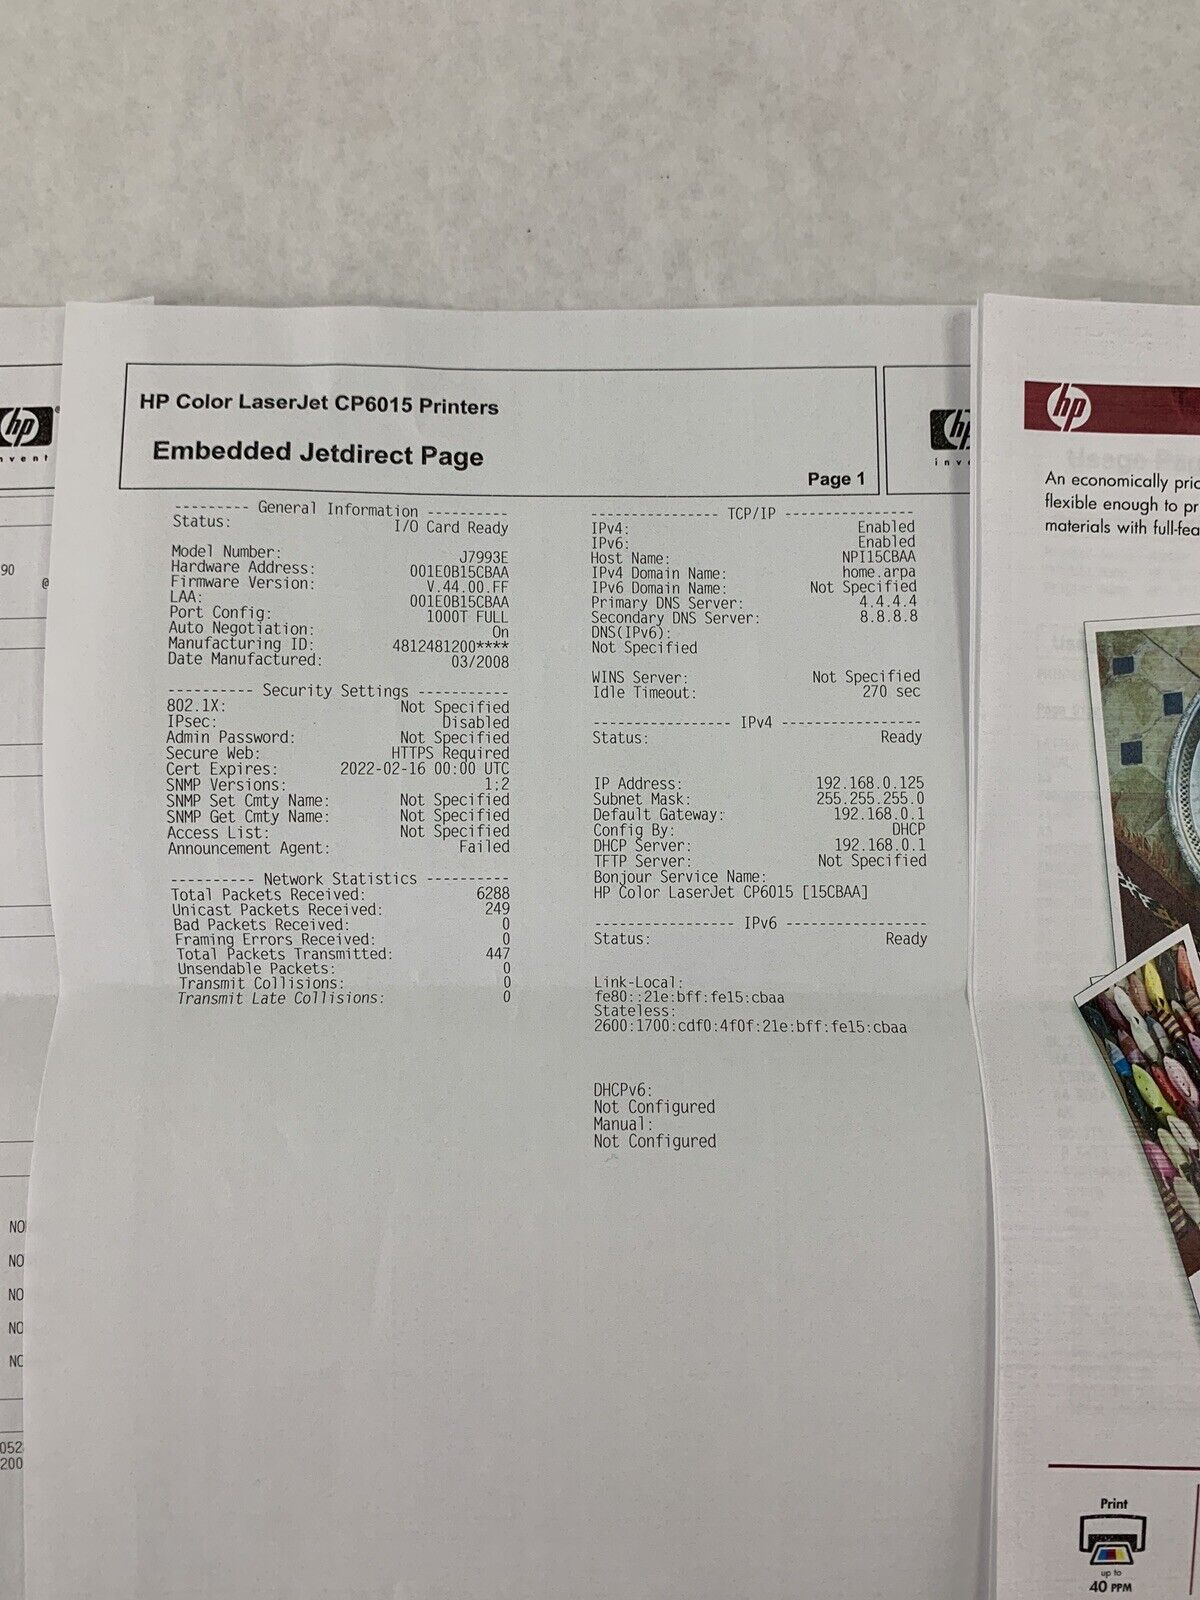 HP Color LaserJet CP6015 Printers
Embedded Jetdirect Page
Page 1
hp
---------- General Information ----------
Status: I/O Card Ready
Model Number: J7993E
Hardware Address: 001E0B15CBAA
Firmware Version: V.44.00.FF
LAA: 001E0B15CBAA
Port Config: 1000T FULL
Auto Negotiation: On
Manufacturing ID: 4812481200****
Date Manufactured: 03/2008
---------- Security Settings -----------
802.1X: Not Specified
IPsec: Disabled
Admin Password: Not Specified
Secure Web: HTTPS Required
Cert Expires: 2022-02-16 00:00 UTC
SNMP Versions: 1;2
SNMP Set Cmty Name: Not Specified
SNMP Get Cmty Name: Not Specified
Access List: Not Specified
Announcement Agent: Failed
---------- Network Statistics ----------
Total Packets Received: 6288
Unicast Packets Received: 249
Bad Packets Received: 0
Framing Errors Received: 0
Total Packets Transmitted: 447
Unsendable Packets: 0
Transmit Collisions: 0
Transmit Late Collisions: 0
--------------- TCP/IP ---------------
IPv4: Enabled
IPv6: Enabled
Host Name: NPI15CBAA
IPv4 Domain Name: home.arpa
IPv6 Domain Name: Not Specified
Primary DNS Server: 4.4.4.4
Secondary DNS Server: 8.8.8.8
DNS(IPv6):
Not Specified
WINS Server: Not Specified
Idle Timeout: 270 sec
---------------- IPv4 ----------------
Status: Ready
IP Address: 192.168.0.125
Subnet Mask: 255.255.255.0
Default Gateway: 192.168.0.1
Config By: DHCP
DHCP Server: 192.168.0.1
TFTP Server: Not Specified
Bonjour Service Name:
HP Color LaserJet CP6015 [15CBAA]
---------------- IPv6 ----------------
Status: Ready
Link-Local:
fe80::21e:bff:fe15:cbaa
Stateless:
2600:1700:cdf0:4f0f:21e:bff:fe15:cbaa
DHCPv6:
Not Configured
Manual:
Not Configured
hp
90 @
NO
NO
NO
NO
NO
052
200
hp
An economically pric
flexible enough to pr
materials with full-fea
Print
up to
40 PPM